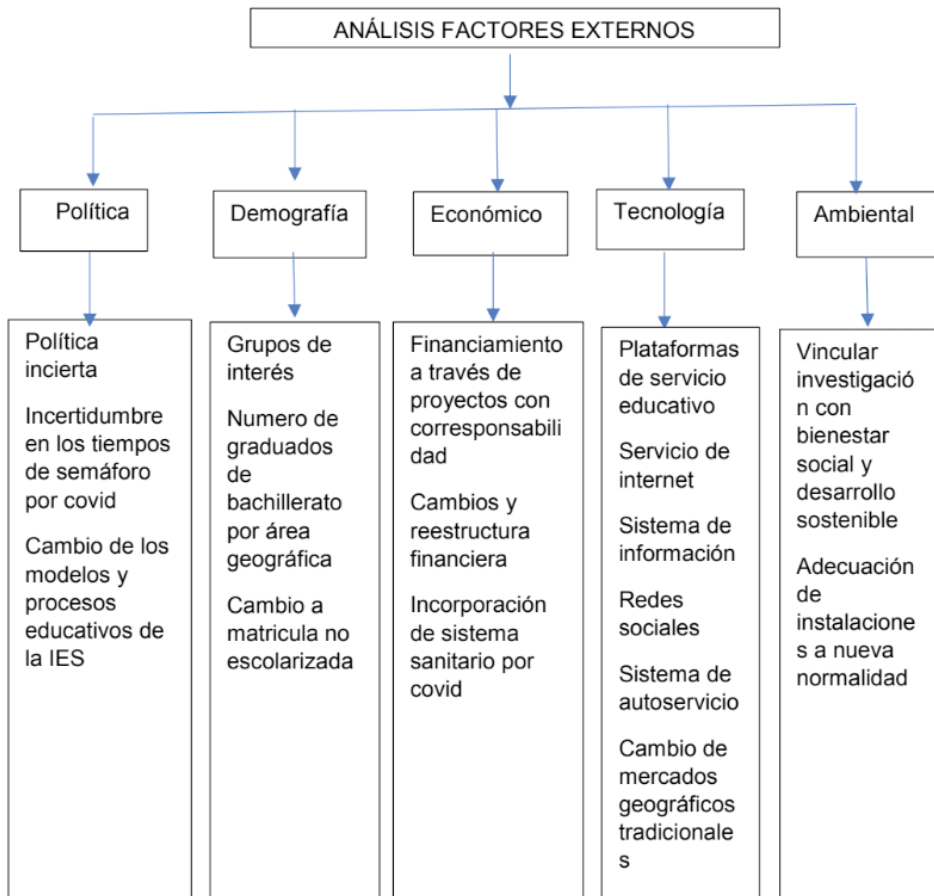 ANÁLISIS FACTORES EXTERNOS
Política
Demografía
Económico
Tecnología
Ambiental
Política
incierta
Incertidumbre
en los tiempos
de semáforo
por covid
Cambio de los
modelos y
procesos
educativos de
la IES
Grupos de
interés
Numero de
graduados
de
bachillerato
por área
geográfica
Cambio a
matricula no
escolarizada
Financiamiento
a través de
proyectos con
corresponsabili
dad
Cambios y
reestructura
financiera
Incorporación
de sistema
sanitario por
covid
Plataformas
de servicio
educativo
Servicio de
internet
Sistema de
información
Redes
sociales
Sistema de
autoservicio
Cambio de
mercados
geográficos
tradicionale
s
Vincular
investigació
n con
bienestar
social y
desarrollo
sostenible
Adecuación
de
instalacione
s a nueva
normalidad